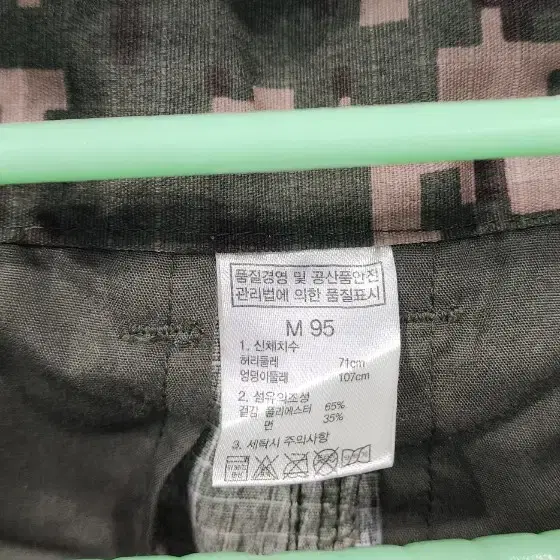 품질경영 및 공산품안전
관리법에 의한 품질표시
M 95
1. 신체치수
허리둘레 71cm
엉덩이둘레 107cm
2. 섬유의조성
겉감 폴리에스터 65%
면 35%
3. 세탁시 주의사항